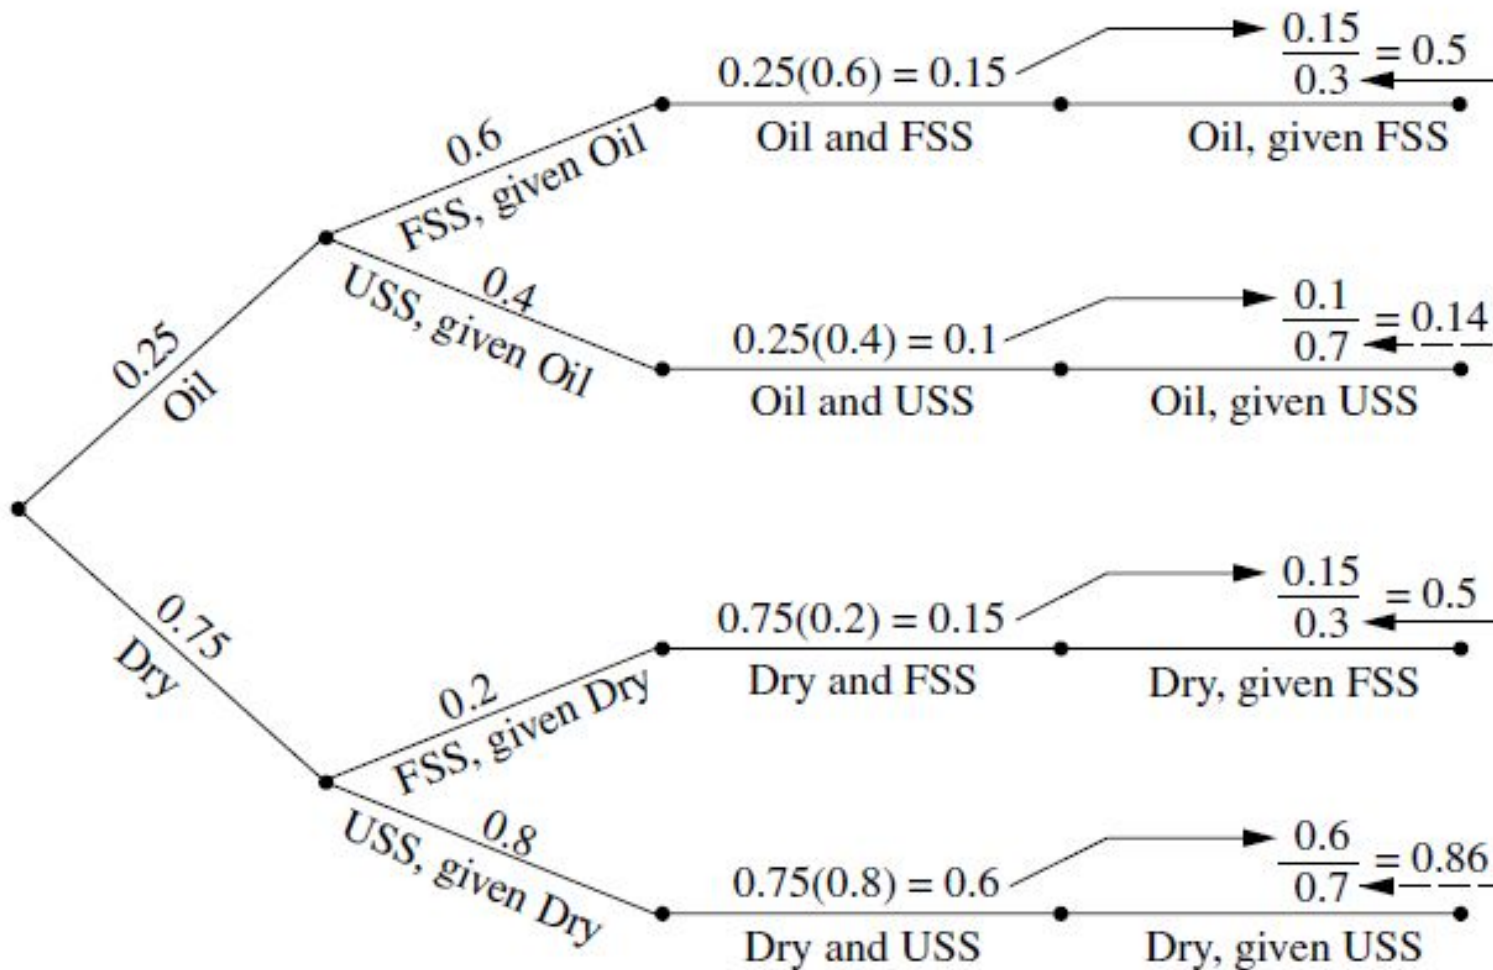 0.25
Oil
0.75
Dry
0.6
FSS, given Oil
0.4
USS, given Oil
0.2
FSS, given Dry
0.8
USS, given Dry
0.25(0.6) = 0.15
Oil and FSS
0.15
0.3
= 0.5
Oil, given FSS
0.25(0.4) = 0.1
Oil and USS
0.1
0.7
= 0.14
Oil, given USS
0.75(0.2) = 0.15
Dry and FSS
0.15
0.3
= 0.5
Dry, given FSS
0.75(0.8) = 0.6
Dry and USS
0.6
0.7
= 0.86
Dry, given USS